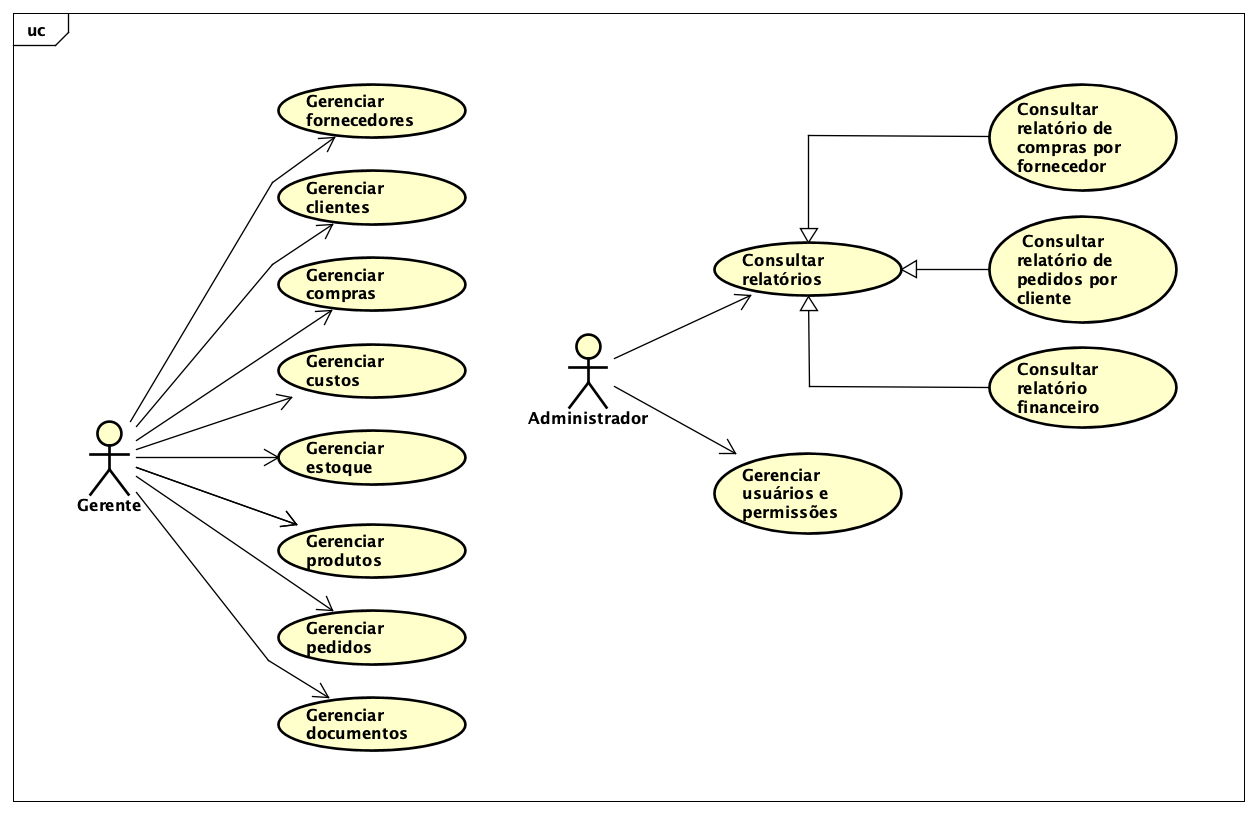 uc
Gerenciar
fornecedores
Gerenciar
clientes
Gerenciar
compras
Gerenciar
custos
Gerenciar
estoque
Gerenciar
produtos
Gerenciar
pedidos
Gerenciar
documentos
Gerente
Administrador
Consultar
relatórios
Gerenciar
usuários e
permissões
Consultar
relatório de
compras por
fornecedor
Consultar
relatório de
pedidos por
cliente
Consultar
relatório
financeiro